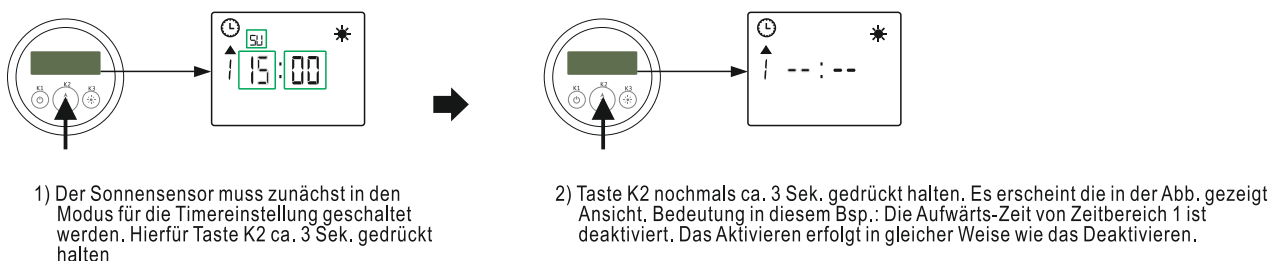 SU
1 15:00
K1 K2 K3
1 --:--
K1 K2 K3
1) Der Sonnensensor muss zunächst in den
Modus für die Timereinstellung geschaltet
werden. Hierfür Taste K2 ca. 3 Sek. gedrückt
halten
2) Taste K2 nochmals ca. 3 Sek. gedrückt halten. Es erscheint die in der Abb. gezeigt
Ansicht. Bedeutung in diesem Bsp.: Die Aufwärts-Zeit von Zeitbereich 1 ist
deaktiviert. Das Aktivieren erfolgt in gleicher Weise wie das Deaktivieren.